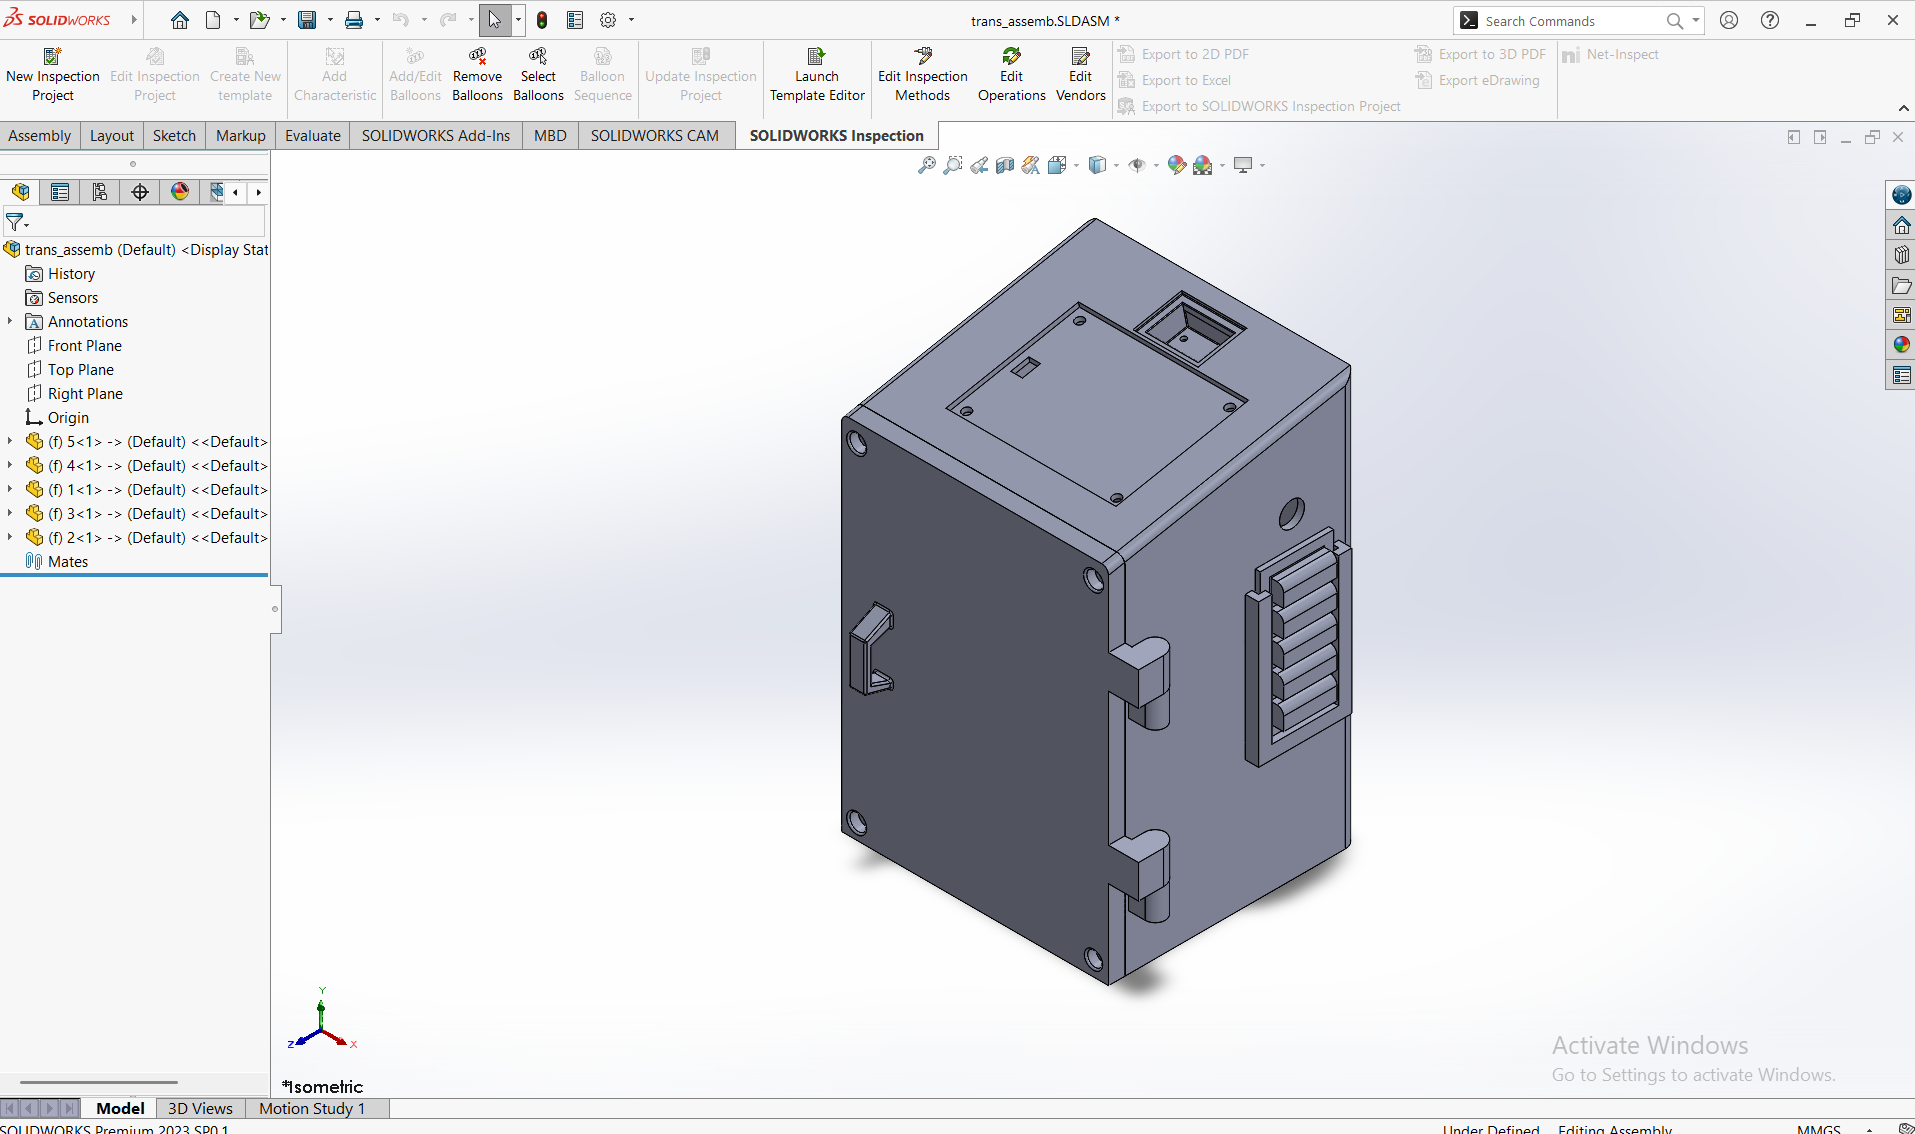 SOLIDWORKS
trans_assemb.SLDASM *
Search Commands
New Inspection Project
Edit Inspection Project
Create New template
Add Characteristic
Add/Edit Balloons
Remove Balloons
Select Balloons
Balloon Sequence
Update Inspection Project
Launch Template Editor
Edit Inspection Methods
Edit Operations
Edit Vendors
Export to 2D PDF
Export to Excel
Export to SOLIDWORKS Inspection Project
Export to 3D PDF
Export eDrawing
Net-Inspect
Assembly
Layout
Sketch
Markup
Evaluate
SOLIDWORKS Add-Ins
MBD
SOLIDWORKS CAM
SOLIDWORKS Inspection
trans_assemb (Default) <Display Stat
History
Sensors
Annotations
Front Plane
Top Plane
Right Plane
Origin
(f) 5<1> -> (Default) <<Default>
(f) 4<1> -> (Default) <<Default>
(f) 1<1> -> (Default) <<Default>
(f) 3<1> -> (Default) <<Default>
(f) 2<1> -> (Default) <<Default>
Mates
Y
Z
X
*Isometric
Activate Windows
Go to Settings to activate Windows.
Model
3D Views
Motion Study 1
SOLIDWORKS Premium 2023 SP0.1
Under Defined
Editing Assembly
MMGS